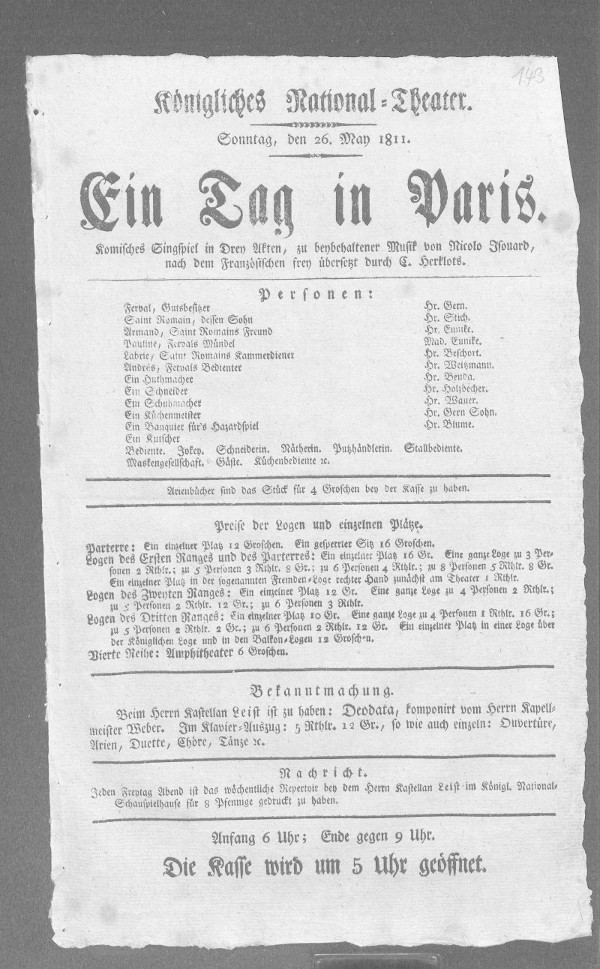 143
Königliches National-Theater.
Sonntag, den 26. May 1811.
Ein Tag in Paris.
Komisches Singspiel in Drey Akten, zu beybehaltener Musik von Nicolo Isouard,
nach dem Französischen frey übersetzt durch C. Herklots.
Personen:
Ferval, Gutsbesitzer Hr. Gern.
Saint Romain, dessen Sohn Hr. Stich.
Armand, Saint Romains Freund Hr. Eunike.
Pauline, Fervals Mündel Mad. Eunike.
Labrie, Saint Romains Kammerdiener Hr. Beschort.
Andrés, Fervals Bedienter Hr. Weitzmann.
Ein Huthmacher Hr. Benda.
Ein Schneider Hr. Holzbecher.
Ein Schuhmacher Hr. Wauer.
Ein Küchenmeister Hr. Gern Sohn.
Ein Banquier für's Hazardspiel Hr. Blume.
Ein Kutscher
Bediente. Jokey. Schneiderin. Nätherin. Putzhändlerin. Stallbediente.
Maskengesellschaft. Gäste. Küchenbediente ꝛc.
Arienbücher sind das Stück für 4 Groschen bey der Kasse zu haben.
Preise der Logen und einzelnen Plätze.
Parterre: Ein einzelner Platz 12 Groschen. Ein gesperrter Sitz 16 Groschen.
Logen des Ersten Ranges und des Parterres: Ein einzelner Platz 16 Gr. Eine ganze Loge zu 3 Per-
sonen 2 Rthlr.; zu 5 Personen 3 Rthlr. 8 Gr.; zu 6 Personen 4 Rthlr.; zu 8 Personen 5 Rthlr. 8 Gr.
Ein einzelner Platz in der sogenannten Fremden-Loge rechter Hand zunächst am Theater 1 Rthlr.
Logen des Zweyten Ranges: Ein einzelner Platz 12 Gr. Eine ganze Loge zu 4 Personen 2 Rthlr.;
zu 5 Personen 2 Rthlr. 12 Gr.; zu 6 Personen 3 Rthlr.
Logen des Dritten Ranges: Ein einzelner Platz 10 Gr. Eine ganze Loge zu 4 Personen 1 Rthlr. 16 Gr.;
zu 5 Personen 2 Rthlr. 2 Gr.; zu 6 Personen 2 Rthlr. 12 Gr. Ein einzelner Platz in einer Loge über
der Königlichen Loge und in den Balkon-Logen 12 Groschen.
Vierte Reihe: Amphitheater 6 Groschen.
Bekanntmachung.
Beim Herrn Kastellan Leist ist zu haben: Deodata, komponirt vom Herrn Kapell-
meister Weber. Im Klavier-Auszug: 5 Rthlr. 12 Gr., so wie auch einzeln: Ouvertüre,
Arien, Duette, Chöre, Tänze ꝛc.
Nachricht.
Jeden Freytag Abend ist das wöchentliche Repertoir bey dem Herrn Kastellan Leist im Königl. National-
Schauspielhause für 8 Pfennige gedruckt zu haben.
Anfang 6 Uhr; Ende gegen 9 Uhr.
Die Kasse wird um 5 Uhr geöffnet.